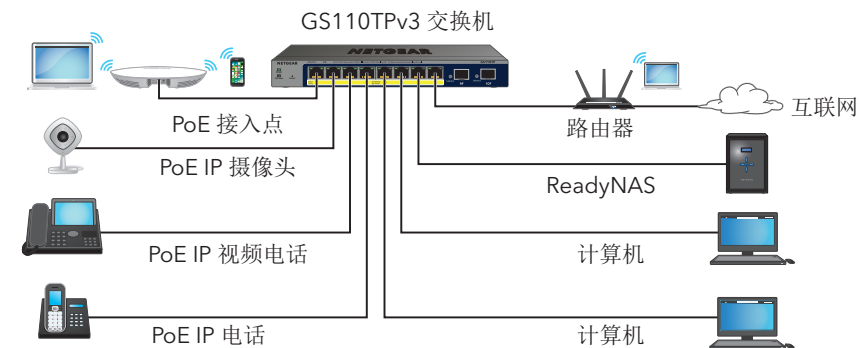 GS110TPv3 交换机
NETGEAR
NETGEAR
PoE 接入点
路由器
互联网
PoE IP 摄像头
ReadyNAS
PoE IP 视频电话
计算机
PoE IP 电话
计算机